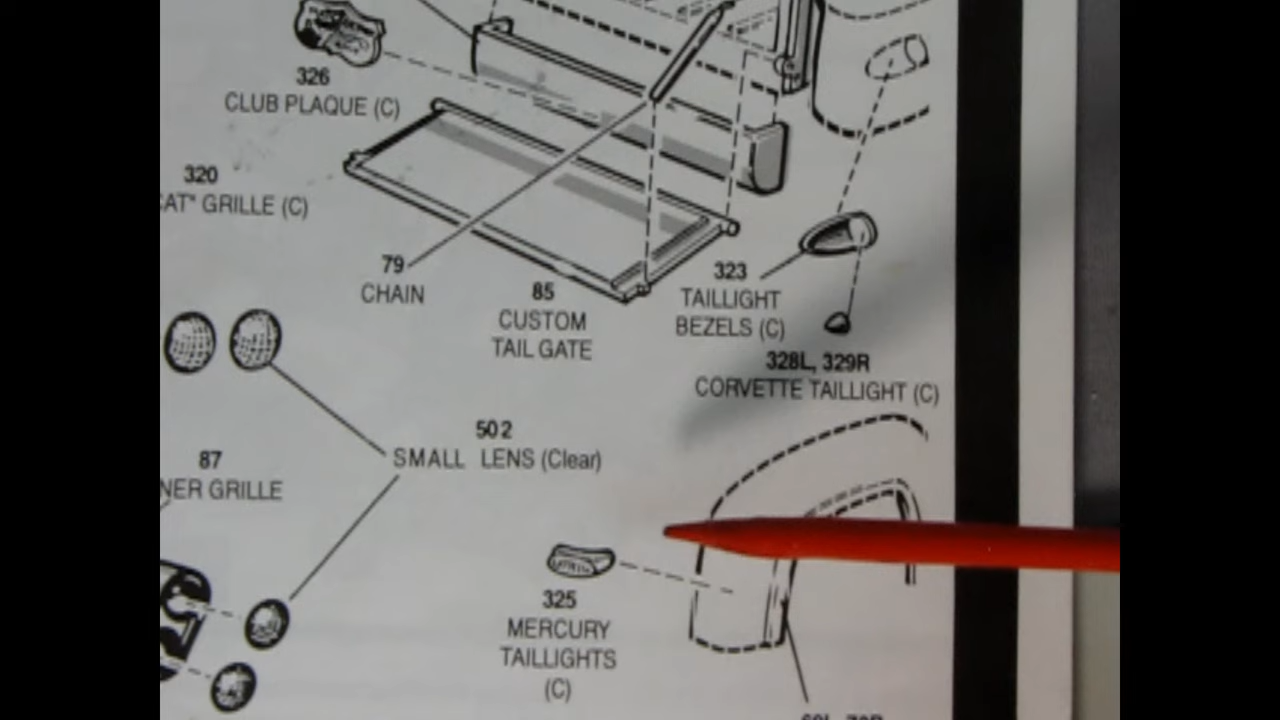 326
CLUB PLAQUE (C)
320
CAT" GRILLE (C)
79
CHAIN
85
CUSTOM
TAIL GATE
323
TAILLIGHT
BEZELS (C)
328L, 329R
CORVETTE TAILLIGHT (C)
502
SMALL LENS (Clear)
87
NER GRILLE
325
MERCURY
TAILLIGHTS
(C)